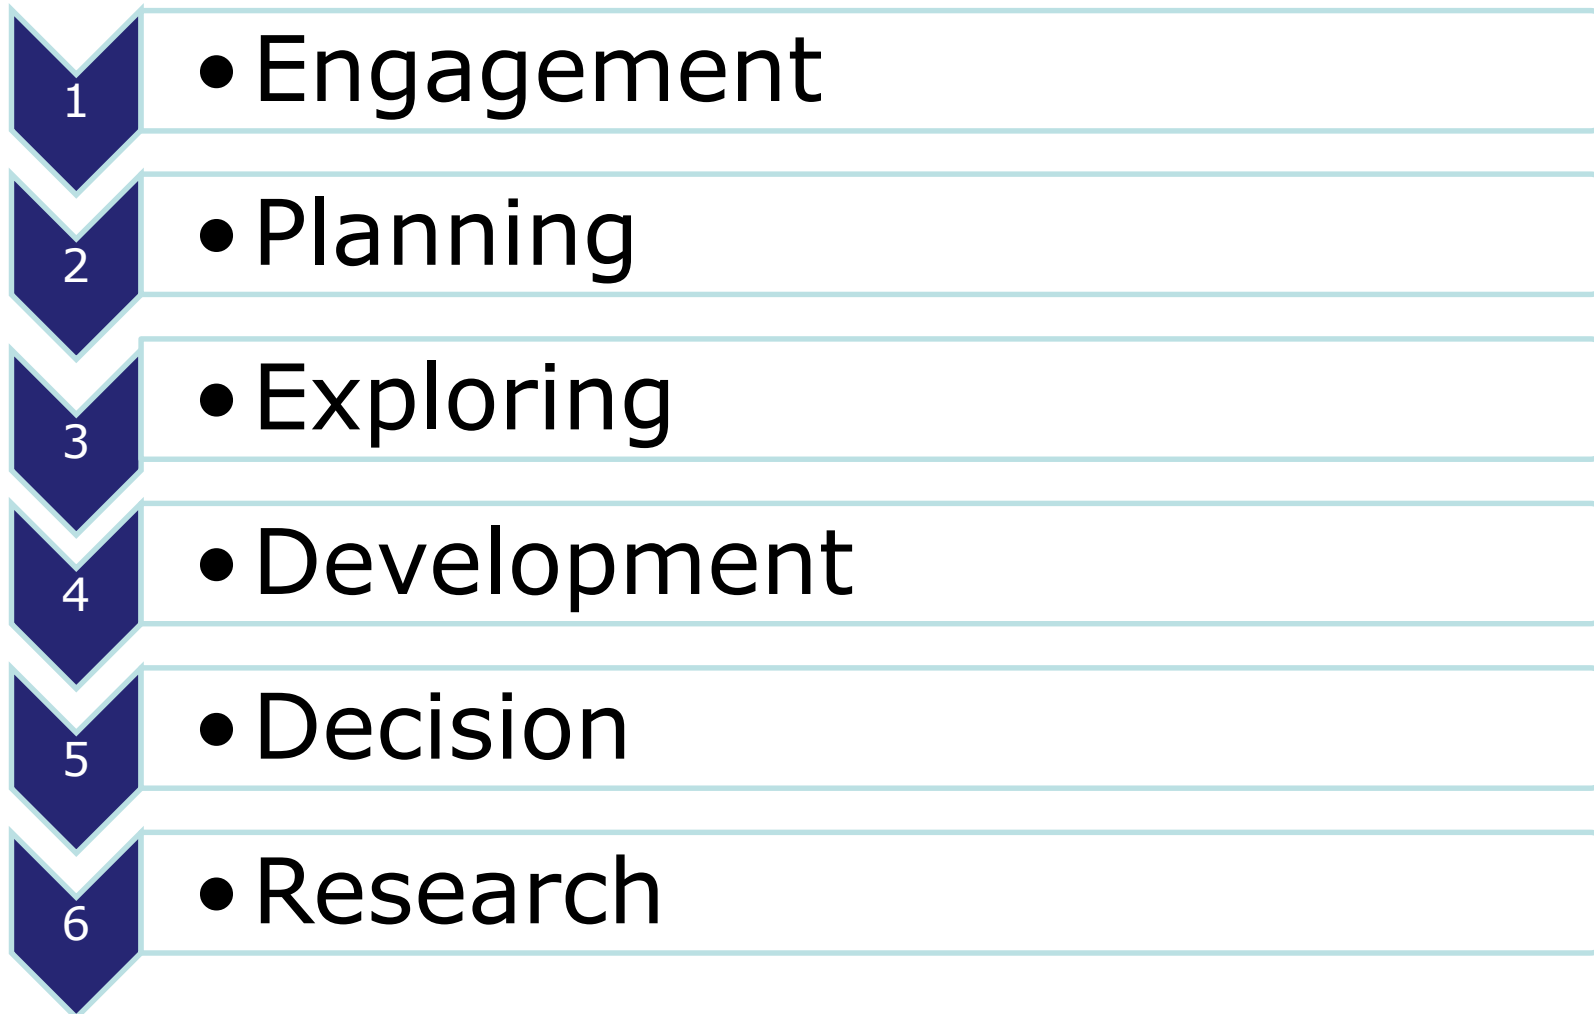 1
• Engagement
2
• Planning
3
• Exploring
4
• Development
5
• Decision
6
• Research